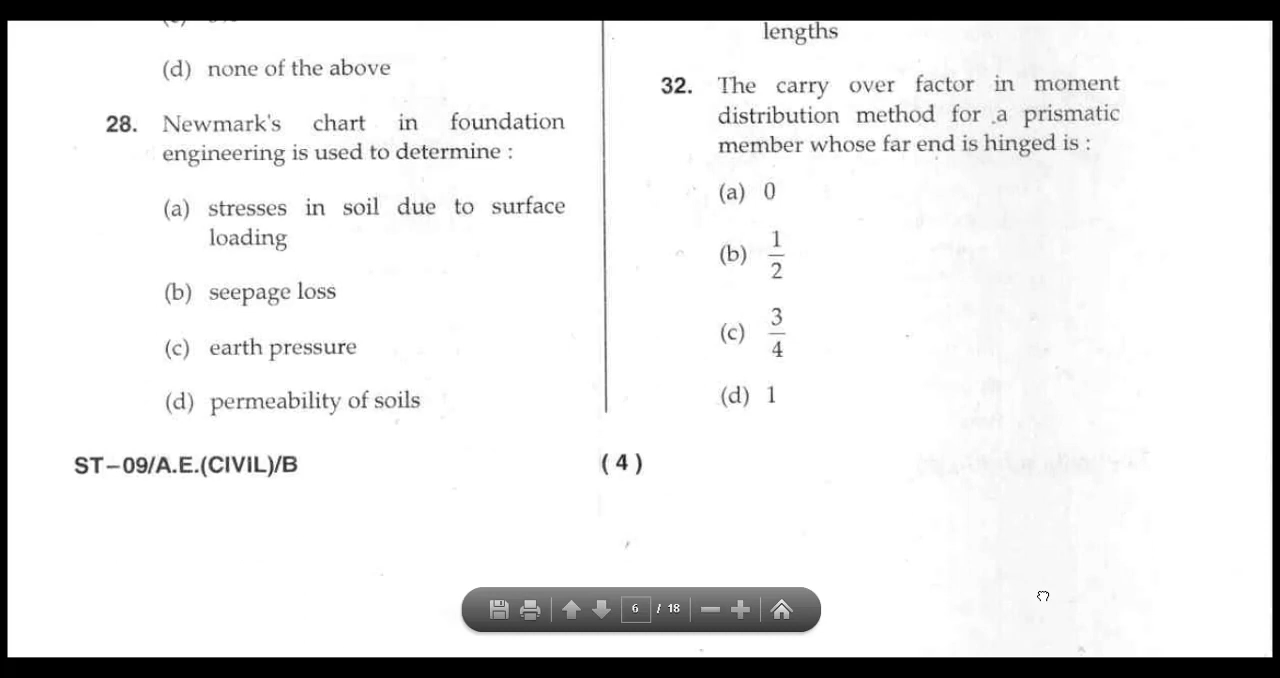 (d) none of the above
28. Newmark's chart in foundation
engineering is used to determine :
(a) stresses in soil due to surface
loading
(b) seepage loss
(c) earth pressure
(d) permeability of soils
lengths
32. The carry over factor in moment
distribution method for a prismatic
member whose far end is hinged is :
(a) 0
(b) 1/2
(c) 3/4
(d) 1
ST-09/A.E.(CIVIL)/B
( 4 )
6 / 18